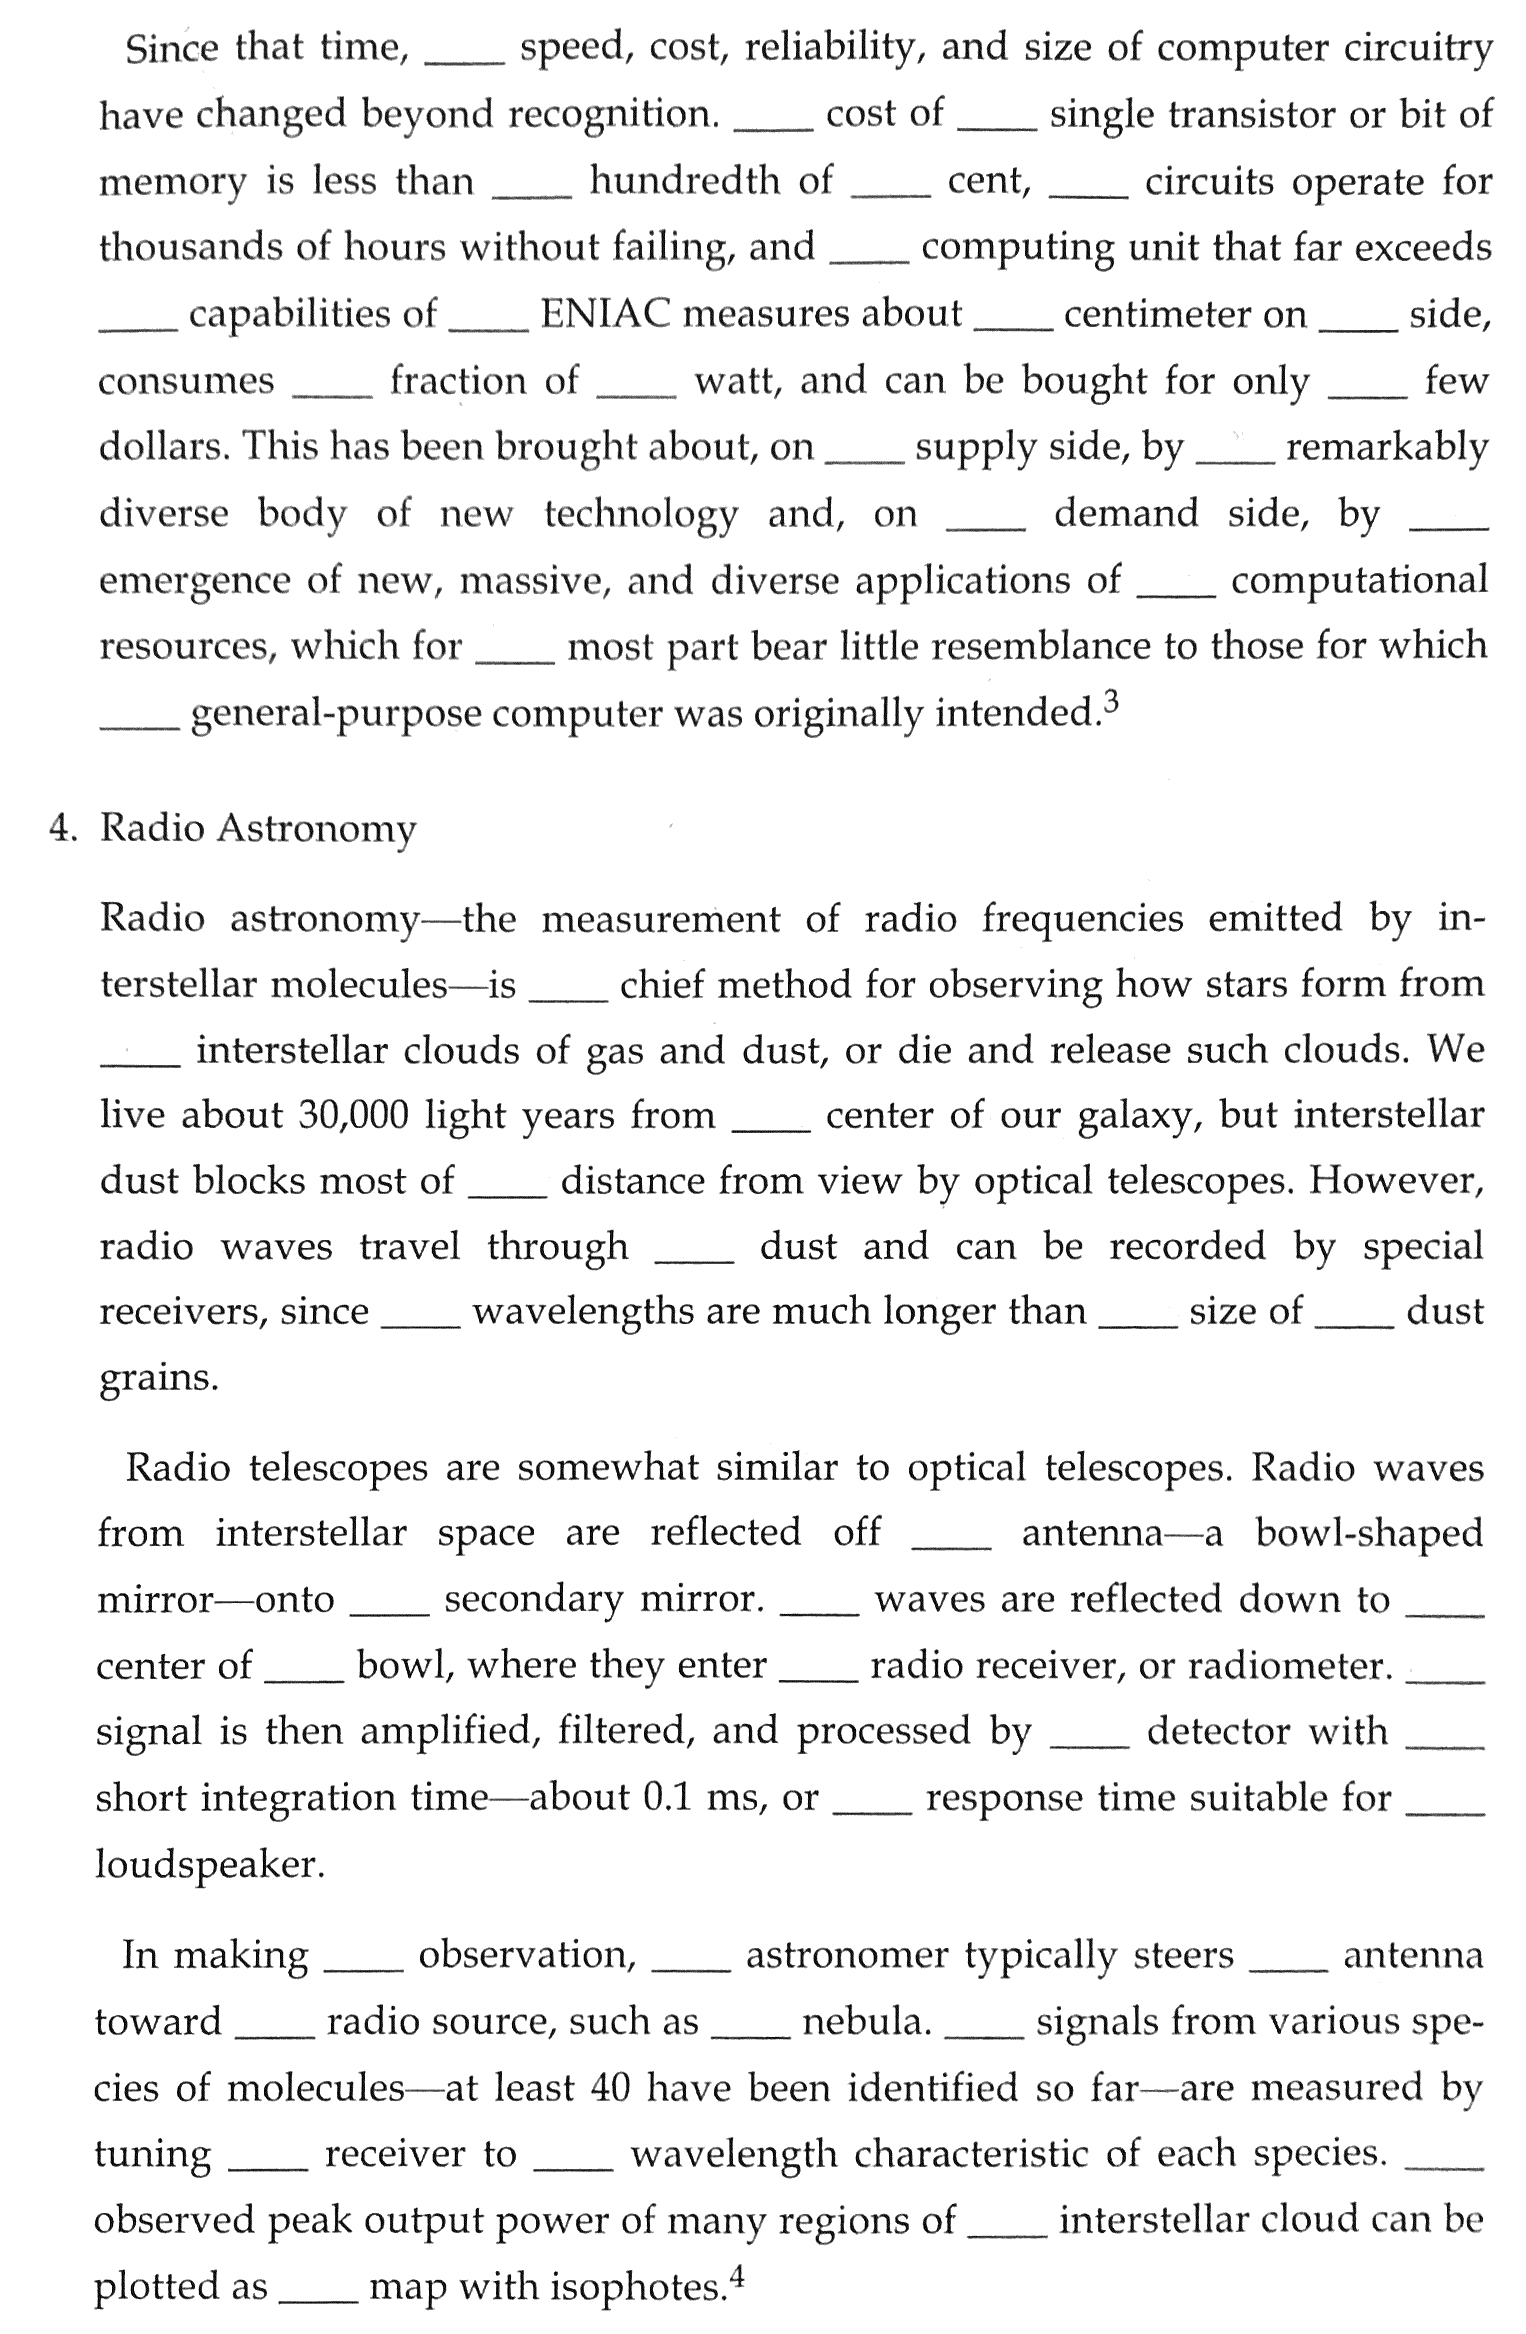 Since that time, ____ speed, cost, reliability, and size of computer circuitry
have changed beyond recognition. ____ cost of ____ single transistor or bit of
memory is less than ____ hundredth of ____ cent, ____ circuits operate for
thousands of hours without failing, and ____ computing unit that far exceeds
____ capabilities of ____ ENIAC measures about ____ centimeter on ____ side,
consumes ____ fraction of ____ watt, and can be bought for only ____ few
dollars. This has been brought about, on ____ supply side, by ____ remarkably
diverse body of new technology and, on ____ demand side, by ____
emergence of new, massive, and diverse applications of ____ computational
resources, which for ____ most part bear little resemblance to those for which
____ general-purpose computer was originally intended.3
4. Radio Astronomy
Radio astronomy—the measurement of radio frequencies emitted by in-
terstellar molecules—is ____ chief method for observing how stars form from
____ interstellar clouds of gas and dust, or die and release such clouds. We
live about 30,000 light years from ____ center of our galaxy, but interstellar
dust blocks most of ____ distance from view by optical telescopes. However,
radio waves travel through ____ dust and can be recorded by special
receivers, since ____ wavelengths are much longer than ____ size of ____ dust
grains.
Radio telescopes are somewhat similar to optical telescopes. Radio waves
from interstellar space are reflected off ____ antenna—a bowl-shaped
mirror—onto ____ secondary mirror. ____ waves are reflected down to ____
center of ____ bowl, where they enter ____ radio receiver, or radiometer. ____
signal is then amplified, filtered, and processed by ____ detector with ____
short integration time—about 0.1 ms, or ____ response time suitable for ____
loudspeaker.
In making ____ observation, ____ astronomer typically steers ____ antenna
toward ____ radio source, such as ____ nebula. ____ signals from various spe-
cies of molecules—at least 40 have been identified so far—are measured by
tuning ____ receiver to ____ wavelength characteristic of each species. ____
observed peak output power of many regions of ____ interstellar cloud can be
plotted as ____ map with isophotes.4